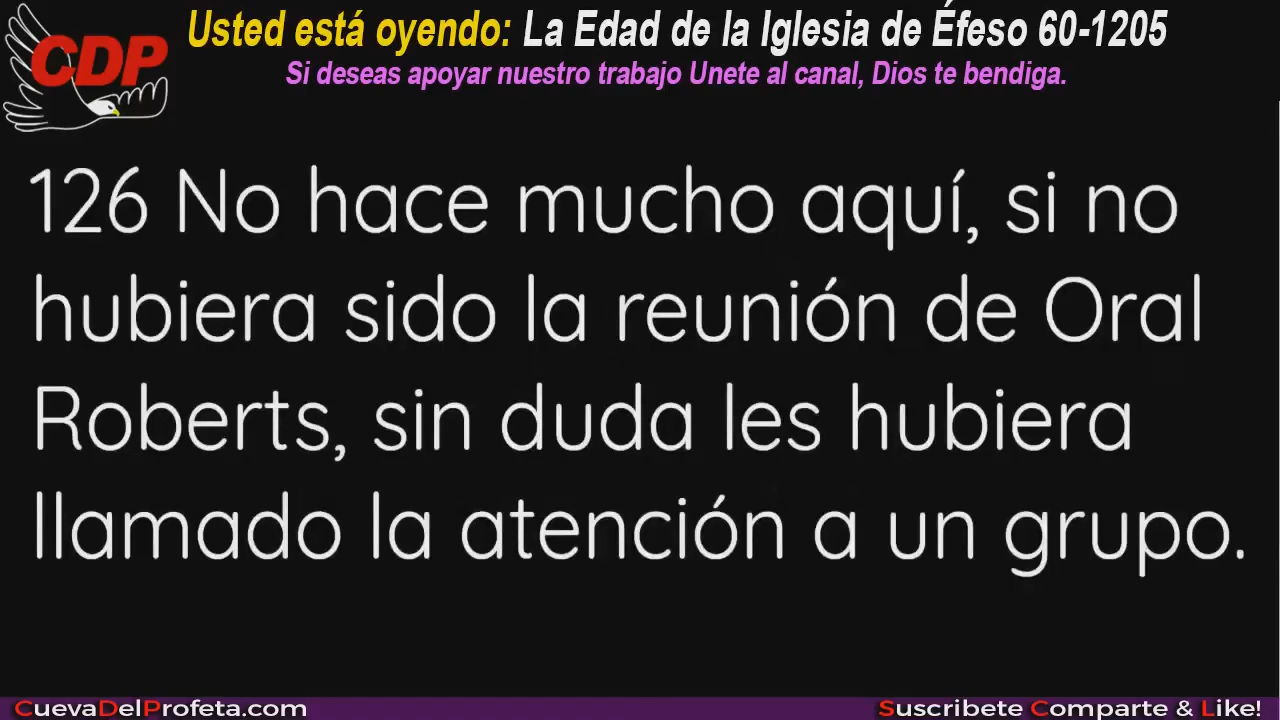 CDP
Usted está oyendo: La Edad de la Iglesia de Éfeso 60-1205
Si deseas apoyar nuestro trabajo Unete al canal, Dios te bendiga.
126 No hace mucho aquí, si no
hubiera sido la reunión de Oral
Roberts, sin duda les hubiera
llamado la atención a un grupo.
CuevaDelProfeta.com
Suscribete Comparte & Like!